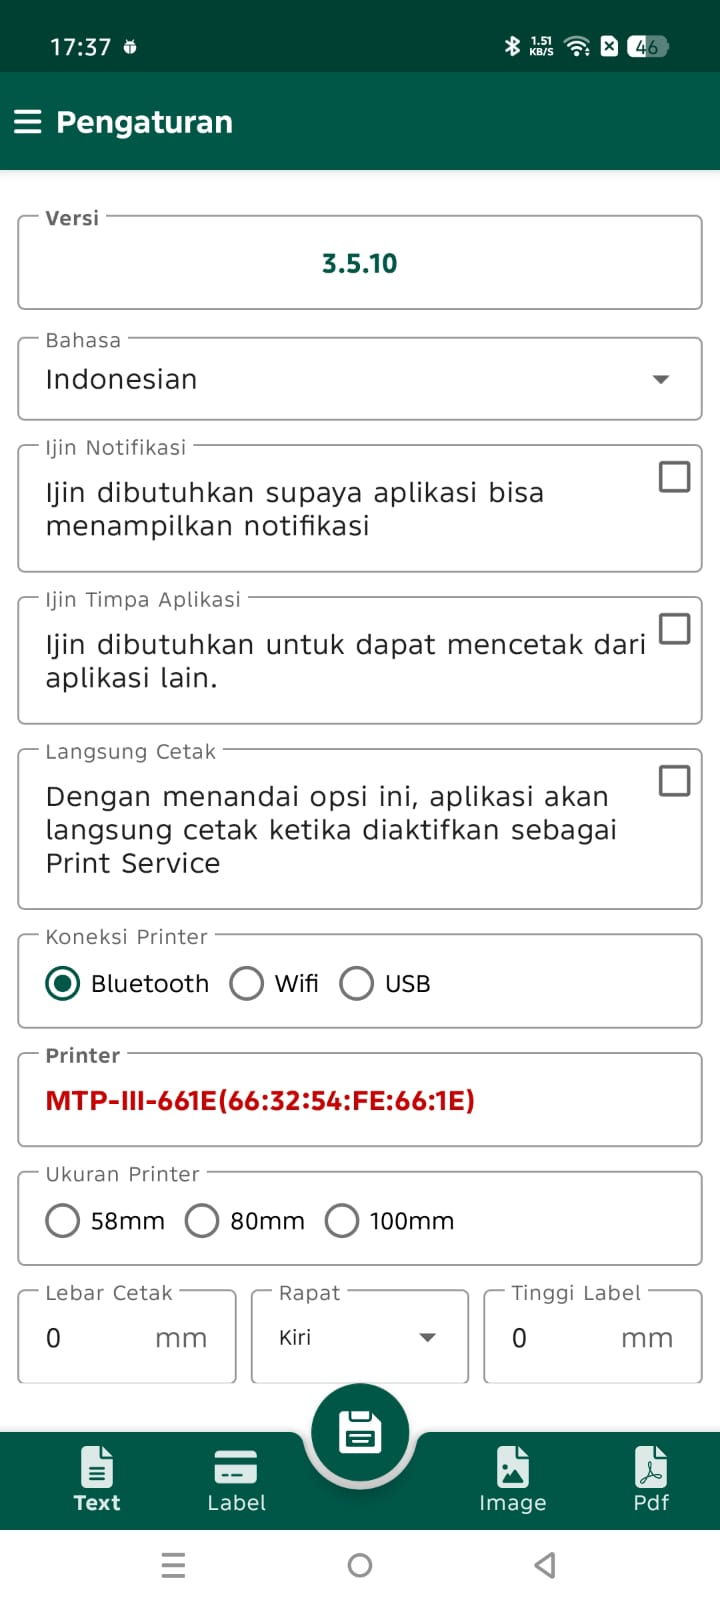 17:37
1.51
KB/S
46
Pengaturan
Versi
3.5.10
Bahasa
Indonesian
Ijin Notifikasi
Ijin dibutuhkan supaya aplikasi bisa
menampilkan notifikasi
Ijin Timpa Aplikasi
Ijin dibutuhkan untuk dapat mencetak dari
aplikasi lain.
Langsung Cetak
Dengan menandai opsi ini, aplikasi akan
langsung cetak ketika diaktifkan sebagai
Print Service
Koneksi Printer
Bluetooth Wifi USB
Printer
MTP-III-661E(66:32:54:FE:66:1E)
Ukuran Printer
58mm 80mm 100mm
Lebar Cetak Rapat Tinggi Label
0 mm Kiri 0 mm
Text Label Image Pdf